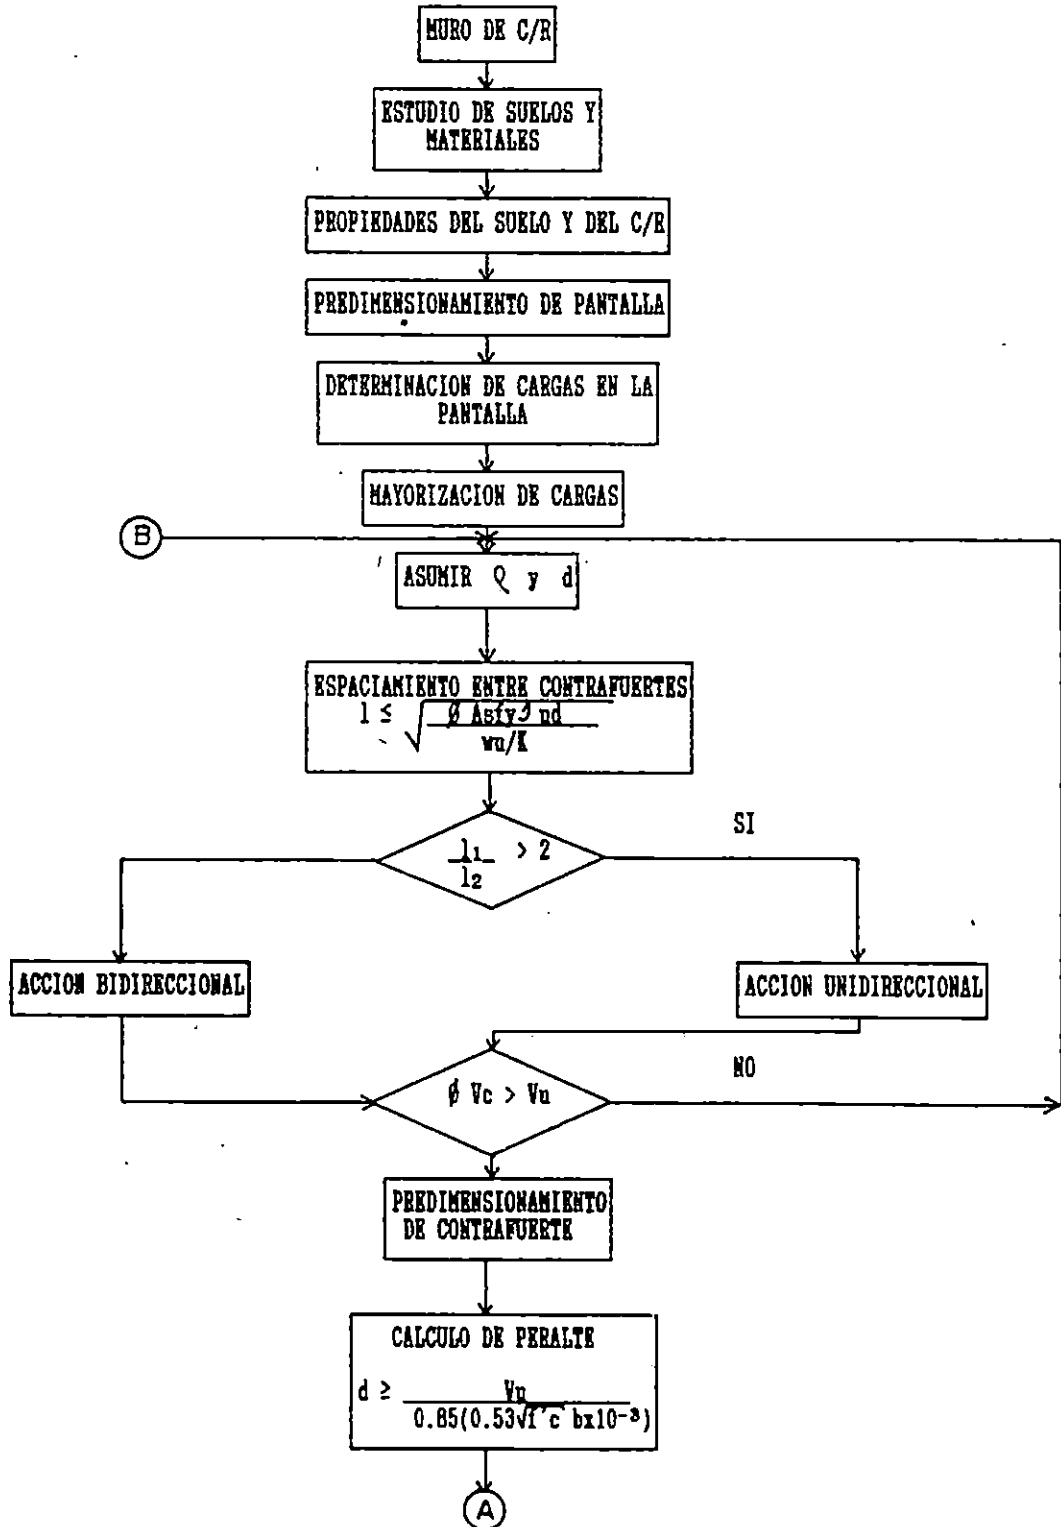 MURO DE C/R
ESTUDIO DE SUELOS Y
MATERIALES
PROPIEDADES DEL SUELO Y DEL C/R
PREDIMENSIONAMIENTO DE PANTALLA
DETERMINACION DE CARGAS EN LA
PANTALLA
MAYORIZACION DE CARGAS
B
ASUMIR ρ y d
ESPACIAMIENTO ENTRE CONTRAFUERTES
l ≤ √ Ø Asfy J ud
wu/K
SI
l1 > 2
l2
ACCION BIDIRECCIONAL
ACCION UNIDIRECCIONAL
NO
Ø Vc > Vu
PREDIMENSIONAMIENTO
DE CONTRAFUERTE
CALCULO DE PERALTE
d ≥ Vu
0.85(0.53√f'c bx10-3)
A